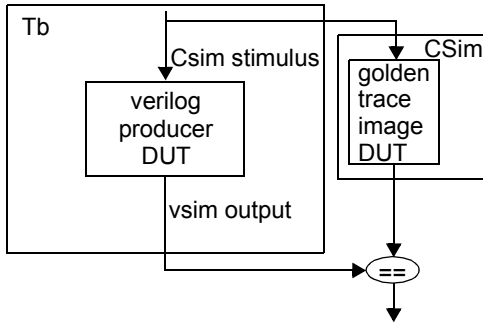 Tb
Csim stimulus
CSim
verilog
producer
DUT
golden
trace
image
DUT
vsim output
==